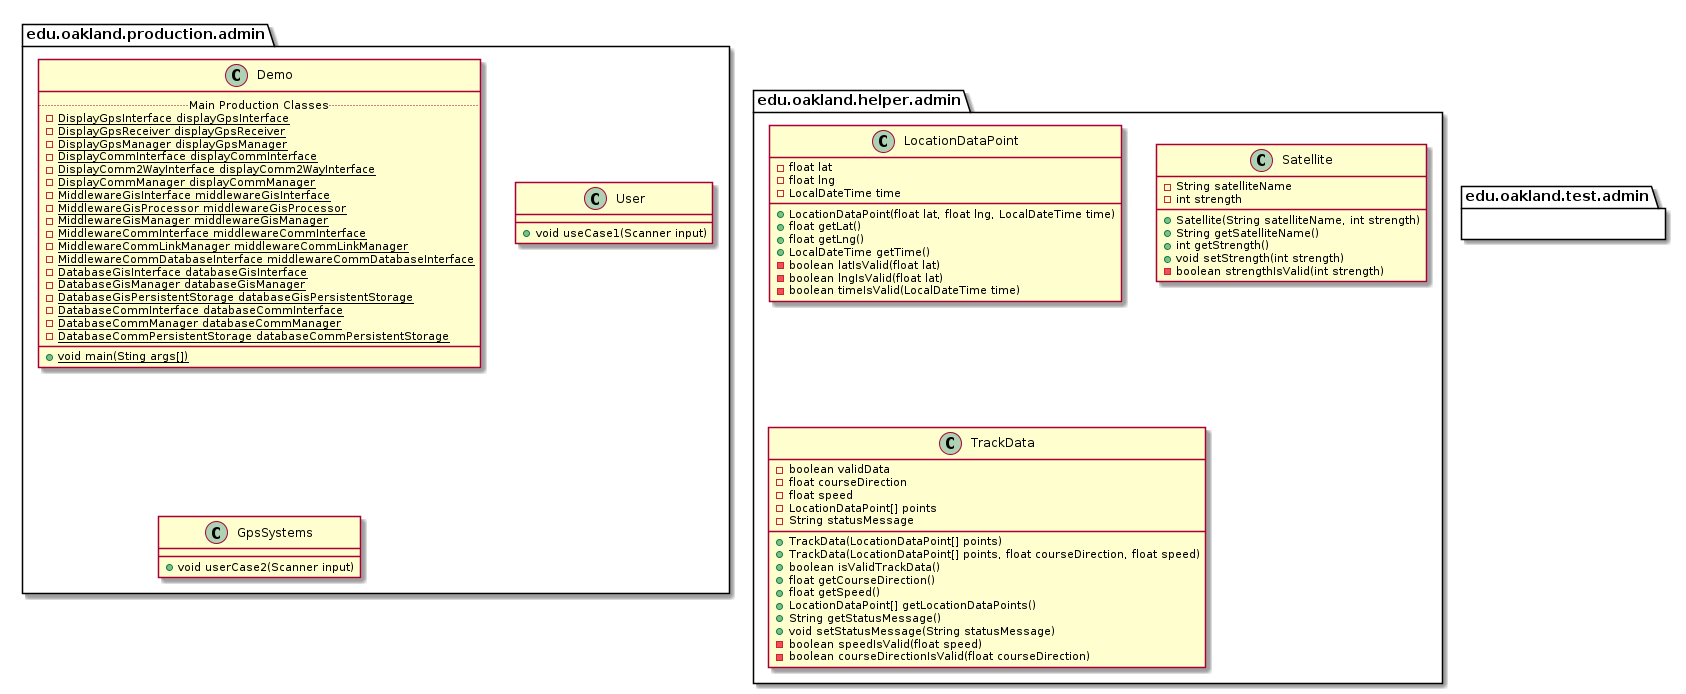 edu.oakland.production.admin
C Demo
Main Production Classes
DisplayGpsInterface displayGpsInterface
DisplayGpsReceiver displayGpsReceiver
DisplayGpsManager displayGpsManager
DisplayCommInterface displayCommInterface
DisplayComm2WayInterface displayComm2WayInterface
DisplayCommManager displayCommManager
MiddlewareGisInterface middlewareGisInterface
MiddlewareGisProcessor middlewareGisProcessor
MiddlewareGisManager middlewareGisManager
MiddlewareCommInterface middlewareCommInterface
MiddlewareCommLinkManager middlewareCommLinkManager
MiddlewareCommDatabaseInterface middlewareCommDatabaseInterface
DatabaseGisInterface databaseGisInterface
DatabaseGisManager databaseGisManager
DatabaseGisPersistentStorage databaseGisPersistentStorage
DatabaseCommInterface databaseCommInterface
DatabaseCommManager databaseCommManager
DatabaseCommPersistentStorage databaseCommPersistentStorage
void main(Sting args[])
C User
void useCase1(Scanner input)
C GpsSystems
void userCase2(Scanner input)
edu.oakland.helper.admin
C LocationDataPoint
float lat
float lng
LocalDateTime time
LocationDataPoint(float lat, float lng, LocalDateTime time)
float getLat()
float getLng()
LocalDateTime getTime()
boolean latIsValid(float lat)
boolean lngIsValid(float lat)
boolean timeIsValid(LocalDateTime time)
C Satellite
String satelliteName
int strength
Satellite(String satelliteName, int strength)
String getSatelliteName()
int getStrength()
void setStrength(int strength)
boolean strengthIsValid(int strength)
C TrackData
boolean validData
float courseDirection
float speed
LocationDataPoint[] points
String statusMessage
TrackData(LocationDataPoint[] points)
TrackData(LocationDataPoint[] points, float courseDirection, float speed)
boolean isValidTrackData()
float getCourseDirection()
float getSpeed()
LocationDataPoint[] getLocationDataPoints()
String getStatusMessage()
void setStatusMessage(String statusMessage)
boolean speedIsValid(float speed)
boolean courseDirectionIsValid(float courseDirection)
edu.oakland.test.admin